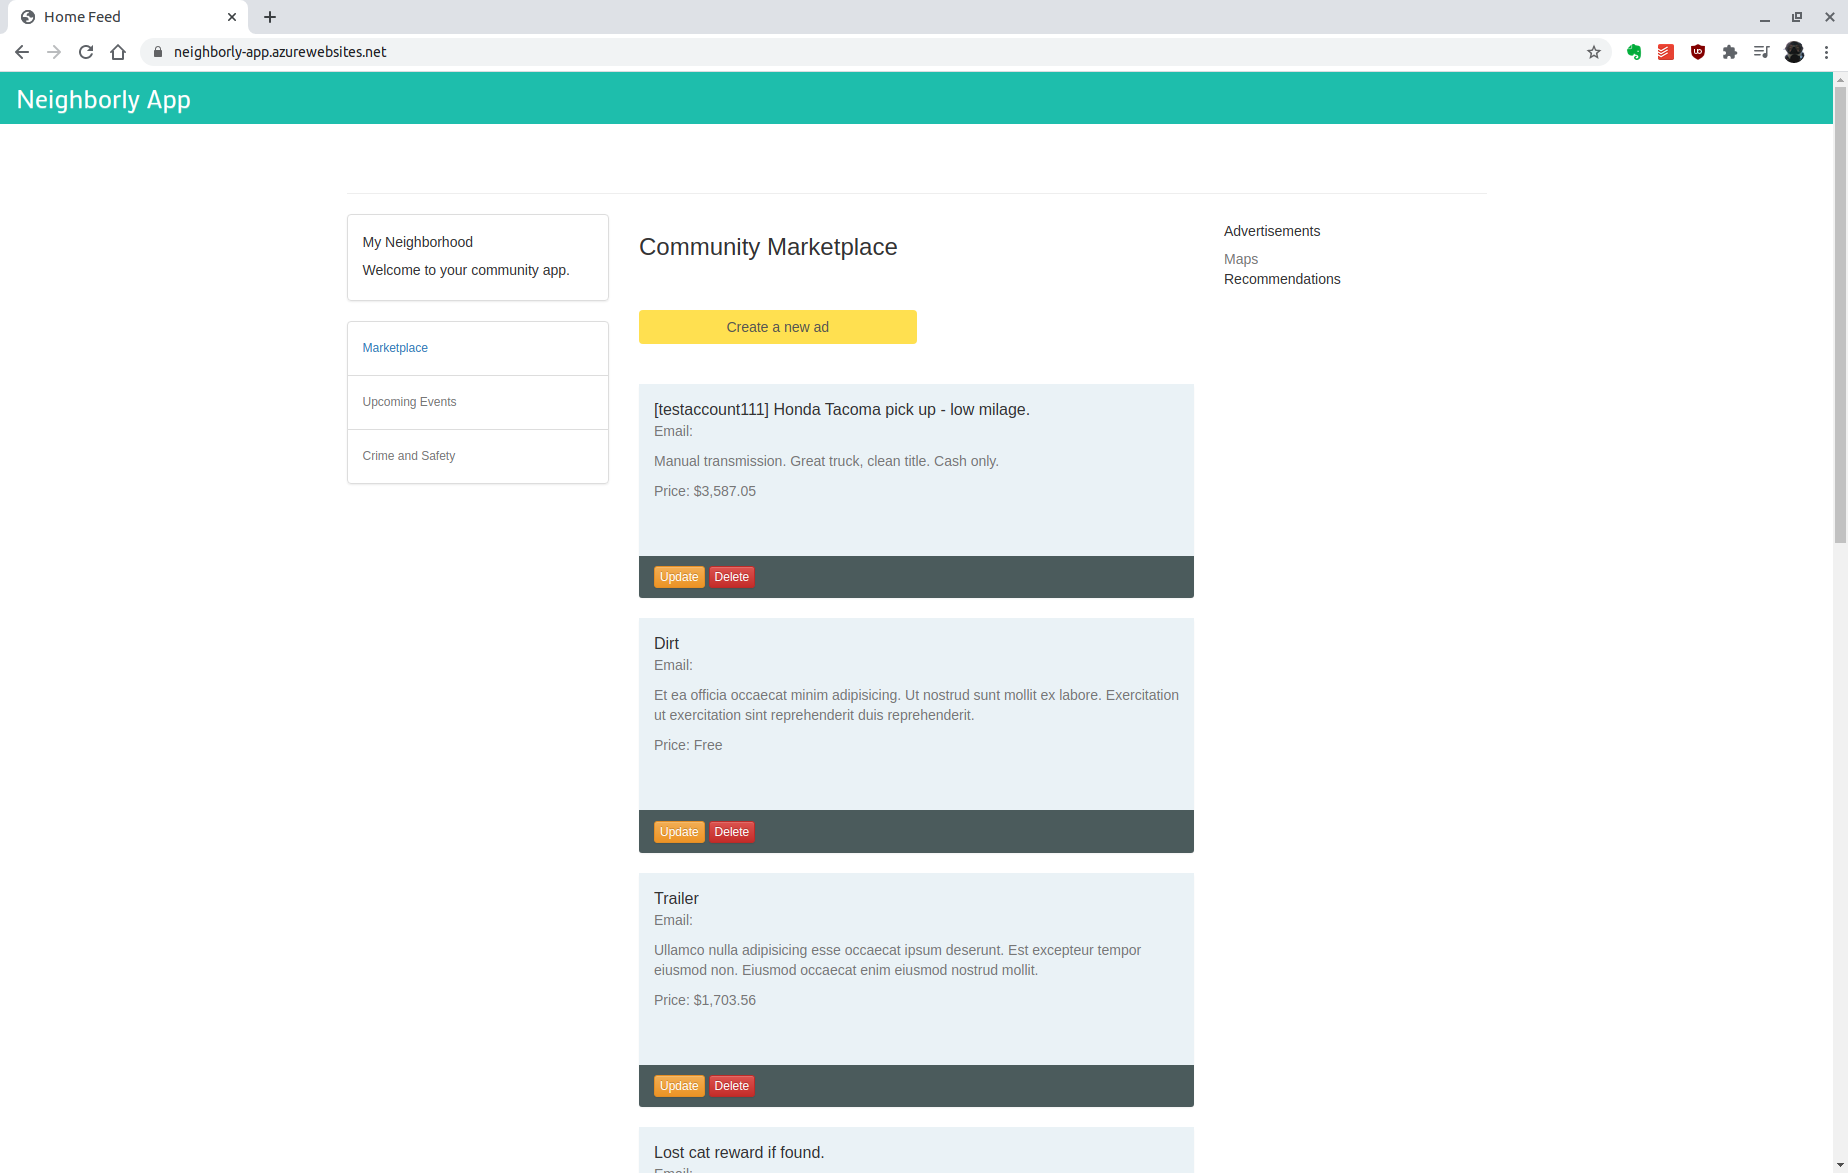 Home Feed
neighborly-app.azurewebsites.net
Neighborly App
My Neighborhood
Welcome to your community app.
Marketplace
Upcoming Events
Crime and Safety
Community Marketplace
Create a new ad
[testaccount111] Honda Tacoma pick up - low milage.
Email:
Manual transmission. Great truck, clean title. Cash only.
Price: $3,587.05
Update Delete
Dirt
Email:
Et ea officia occaecat minim adipisicing. Ut nostrud sunt mollit ex labore. Exercitation
ut exercitation sint reprehenderit duis reprehenderit.
Price: Free
Update Delete
Trailer
Email:
Ullamco nulla adipisicing esse occaecat ipsum deserunt. Est excepteur tempor
eiusmod non. Eiusmod occaecat enim eiusmod nostrud mollit.
Price: $1,703.56
Update Delete
Lost cat reward if found.
Email:
Advertisements
Maps
Recommendations